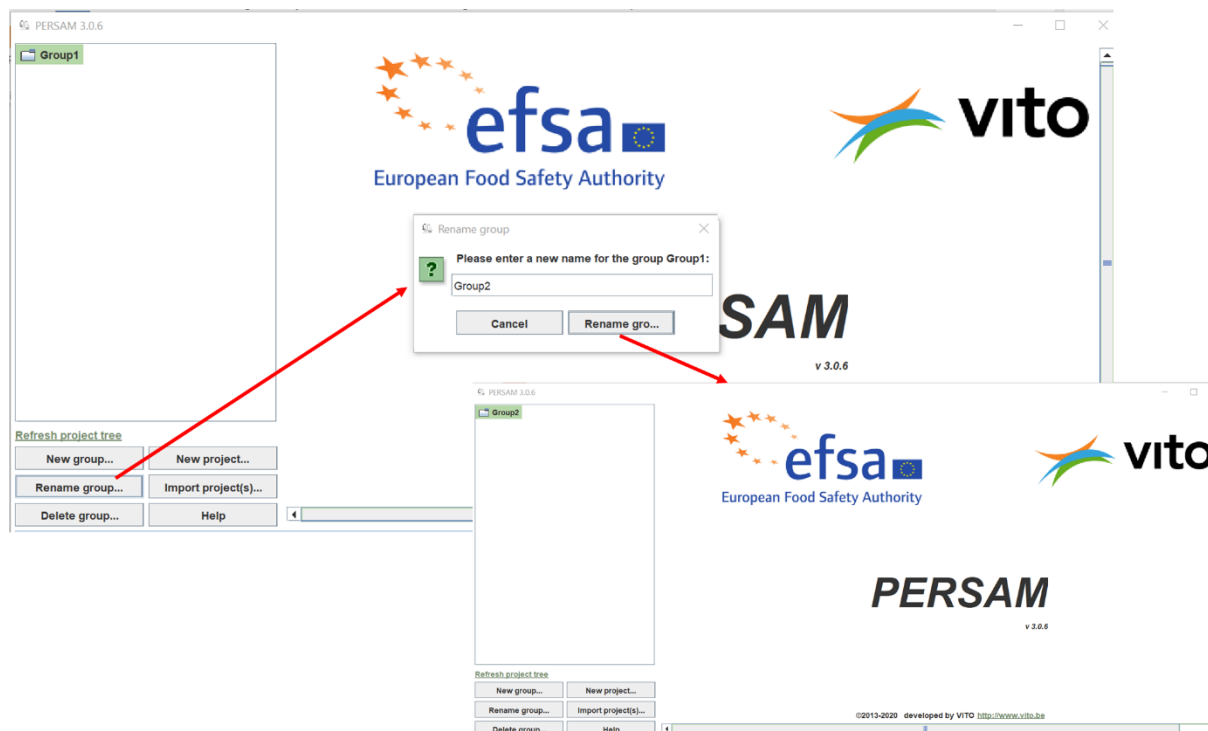 PERSAM 3.0.6
Group1
efsa
European Food Safety Authority
vito
Rename group
Please enter a new name for the group Group1:
?
Group2
Cancel
Rename gro...
SAM
v 3.0.6
Refresh project tree
New group...
New project...
Rename group...
Import project(s)...
Delete group...
Help
PERSAM 3.0.6
Group2
efsa
European Food Safety Authority
vito
PERSAM
v 3.0.6
Refresh project tree
New group...
New project...
Rename group...
Import project(s)...
Delete group...
Help
©2013-2020 developed by VITO http://www.vito.be